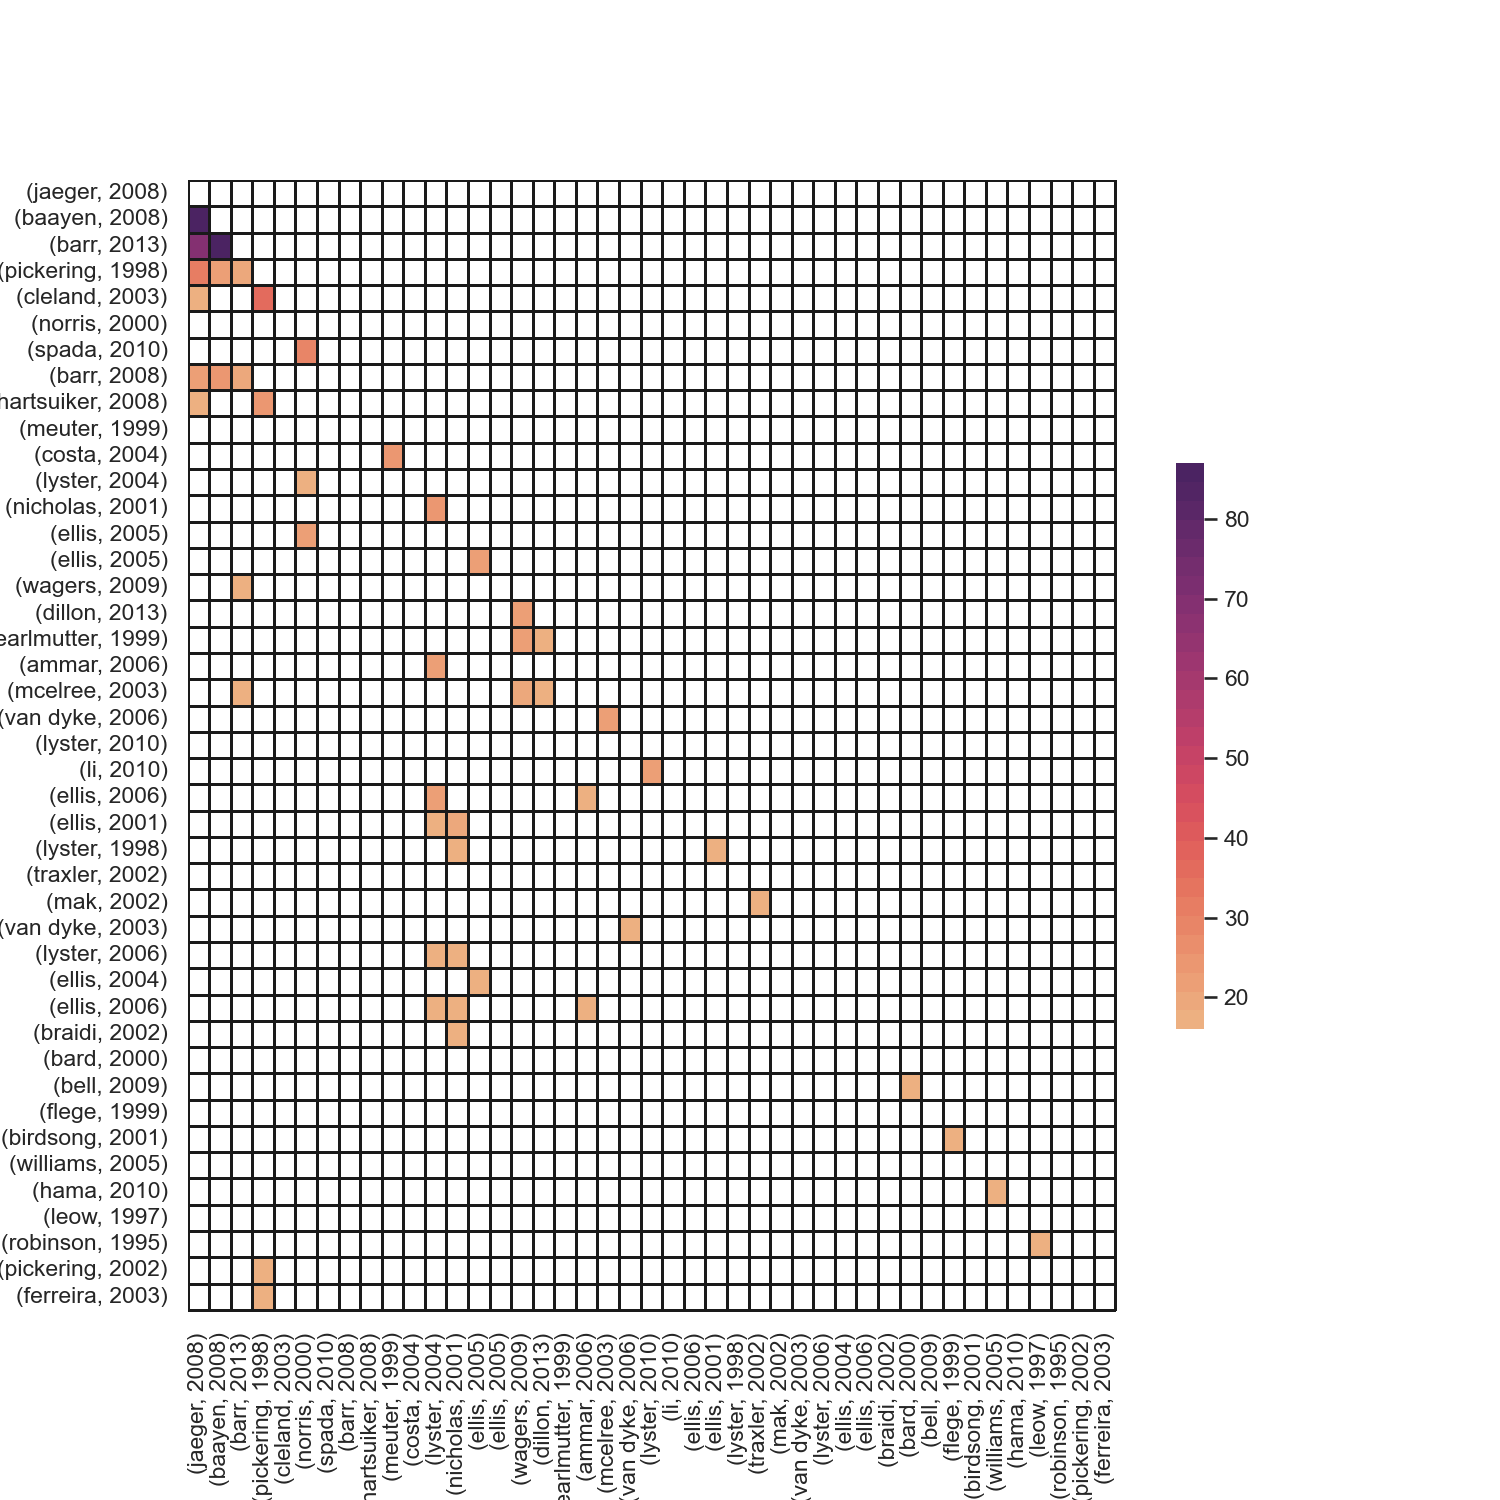 (jaeger, 2008)
(baayen, 2008)
(barr, 2013)
(pickering, 1998)
(cleland, 2003)
(norris, 2000)
(spada, 2010)
(barr, 2008)
hartsuiker, 2008)
(meuter, 1999)
(costa, 2004)
(lyster, 2004)
(nicholas, 2001)
(ellis, 2005)
(ellis, 2005)
(wagers, 2009)
(dillon, 2013)
earlmutter, 1999)
(ammar, 2006)
(mcelree, 2003)
(van dyke, 2006)
(lyster, 2010)
(li, 2010)
(ellis, 2006)
(ellis, 2001)
(lyster, 1998)
(traxler, 2002)
(mak, 2002)
(van dyke, 2003)
(lyster, 2006)
(ellis, 2004)
(ellis, 2006)
(braidi, 2002)
(bard, 2000)
(bell, 2009)
(flege, 1999)
(birdsong, 2001)
(williams, 2005)
(hama, 2010)
(leow, 1997)
(robinson, 1995)
(pickering, 2002)
(ferreira, 2003)
80
70
60
50
40
30
20
(jaeger, 2008)
(baayen, 2008)
(barr, 2013)
(pickering, 1998)
(cleland, 2003)
(norris, 2000)
(spada, 2010)
(barr, 2008)
hartsuiker, 2008)
(meuter, 1999)
(costa, 2004)
(lyster, 2004)
(nicholas, 2001)
(ellis, 2005)
(ellis, 2005)
(wagers, 2009)
(dillon, 2013)
earlmutter, 1999)
(ammar, 2006)
(mcelree, 2003)
(van dyke, 2006)
(lyster, 2010)
(li, 2010)
(ellis, 2006)
(ellis, 2001)
(lyster, 1998)
(traxler, 2002)
(mak, 2002)
(van dyke, 2003)
(lyster, 2006)
(ellis, 2004)
(ellis, 2006)
(braidi, 2002)
(bard, 2000)
(bell, 2009)
(flege, 1999)
(birdsong, 2001)
(williams, 2005)
(hama, 2010)
(leow, 1997)
(robinson, 1995)
(pickering, 2002)
(ferreira, 2003)